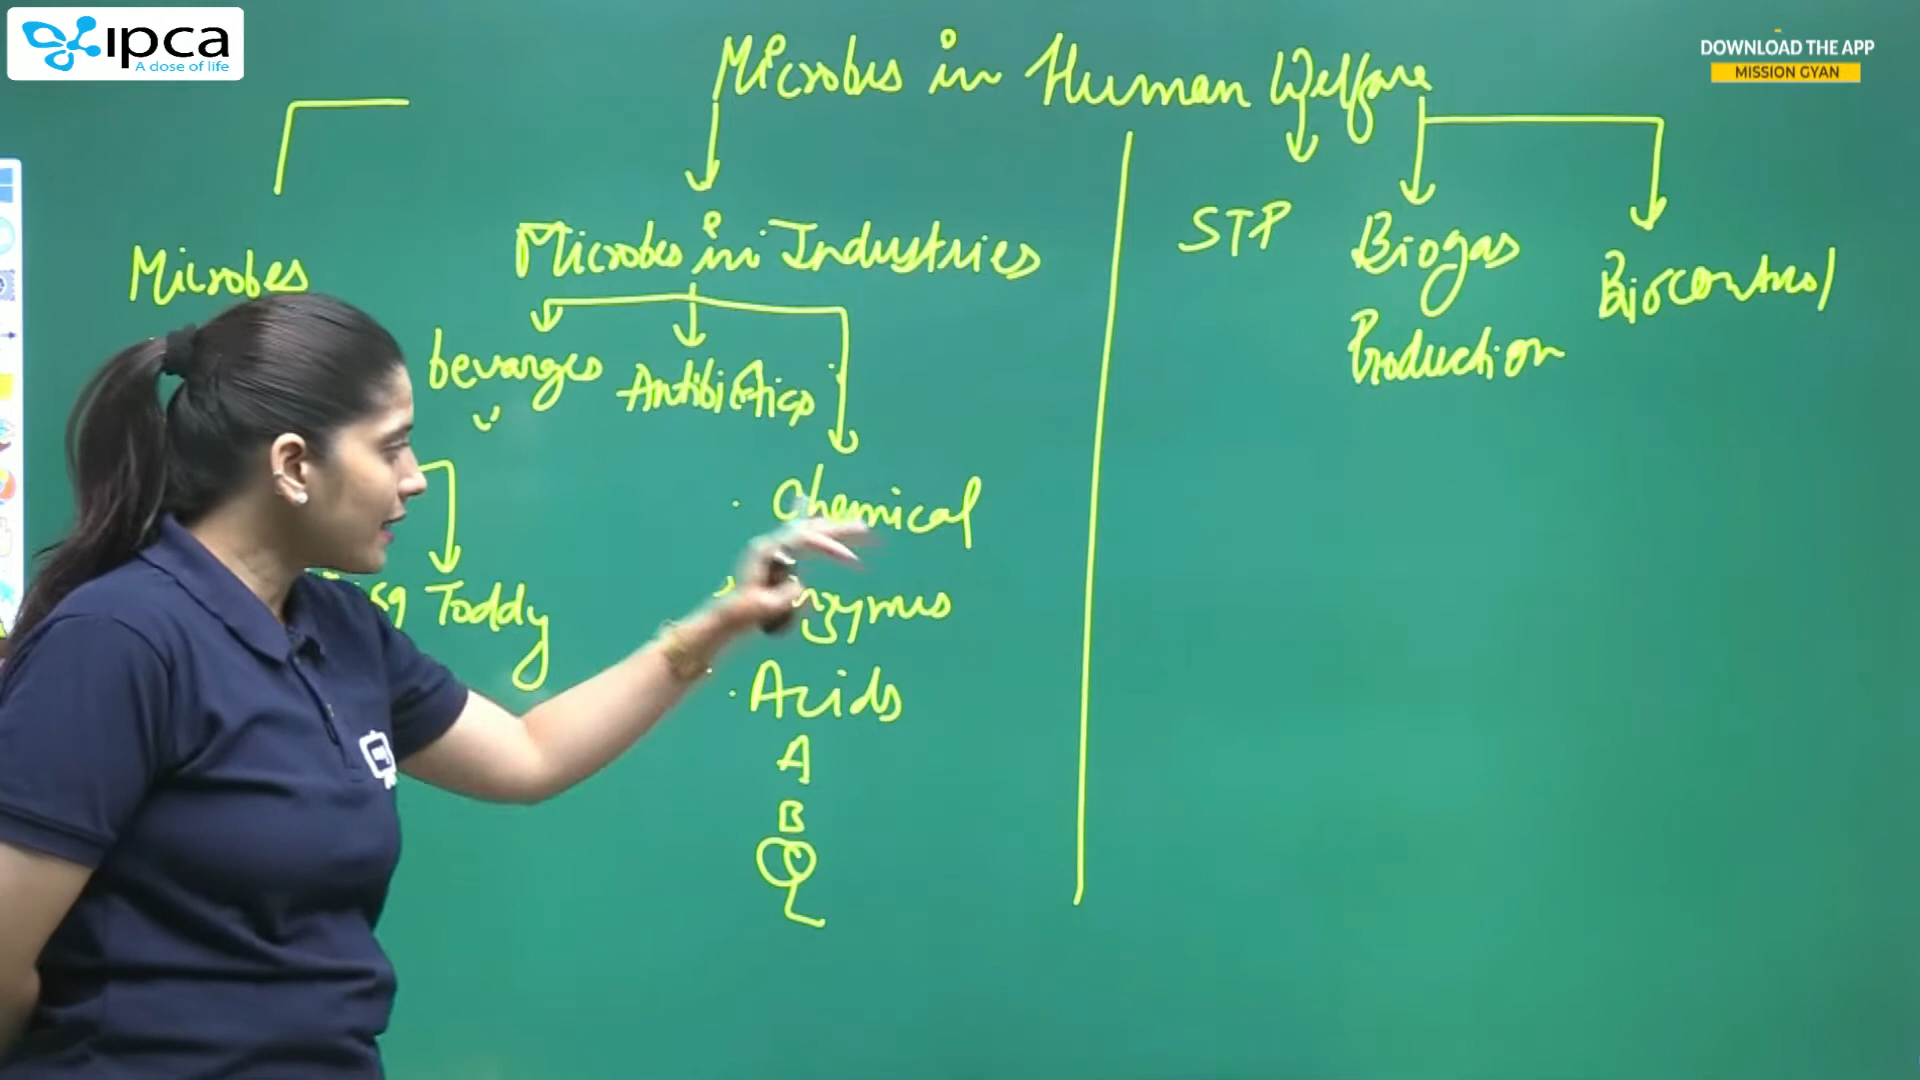 ipca
A dose of life
DOWNLOAD THE APP
MISSION GYAN
Microbes in Human Welfare
Microbes
Microbes in Industries
bevarges
Antibiotics
Chemical
Acids
A
B
C
L
Toddy
STP
Biogas
Production
Biocontrol